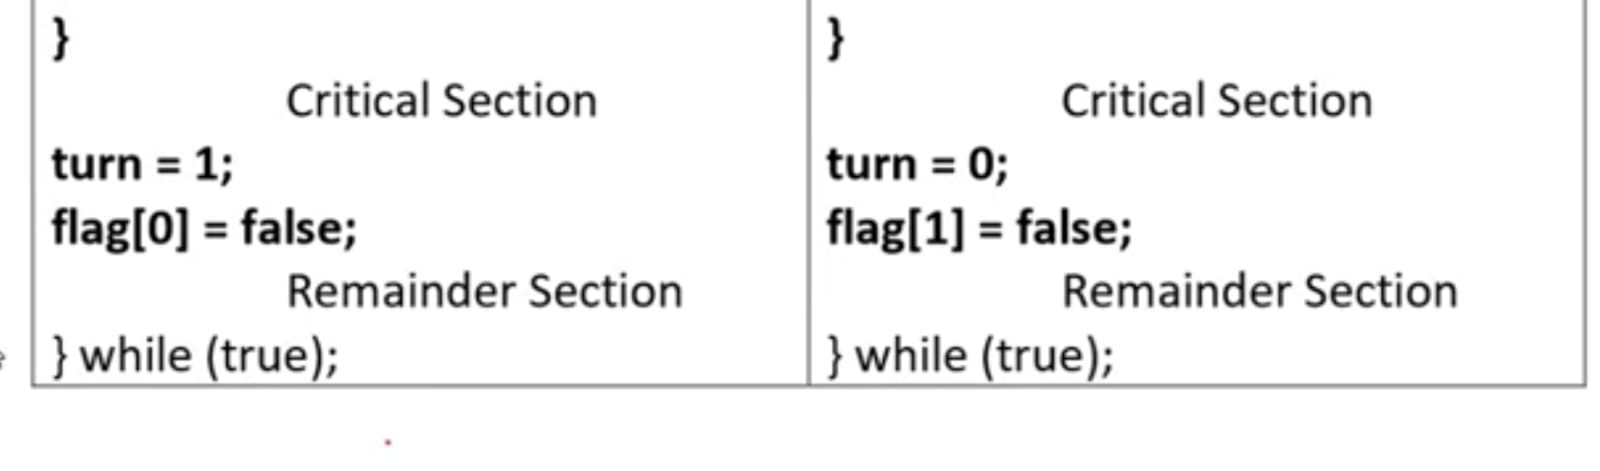 }
Critical Section
turn = 1;
flag[0] = false;
Remainder Section
} while (true);
}
Critical Section
turn = 0;
flag[1] = false;
Remainder Section
} while (true);